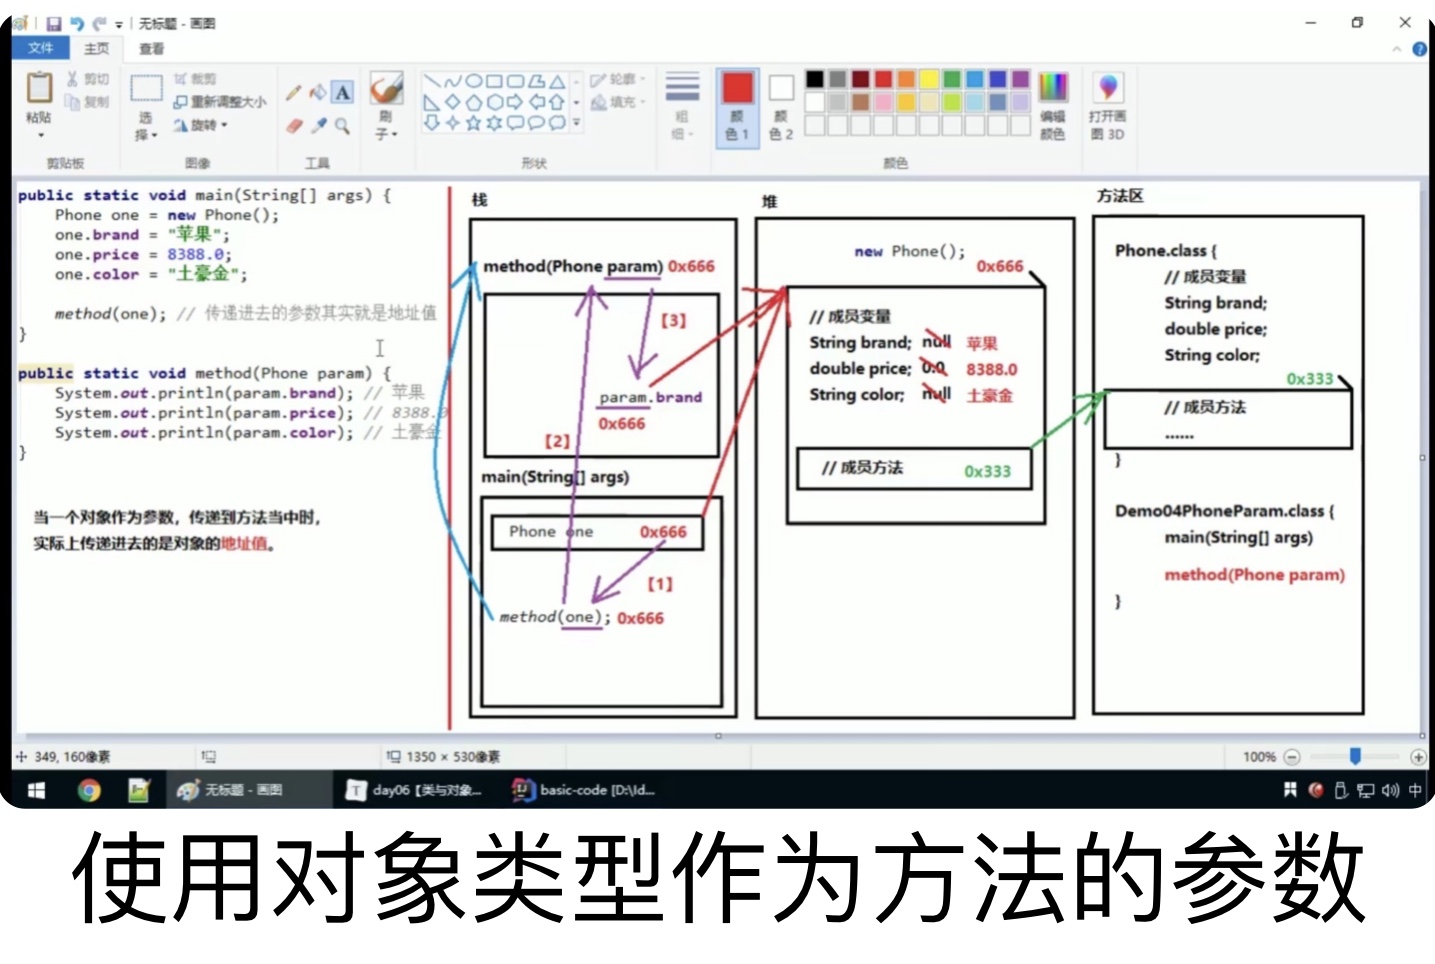 无标题 - 画图
文件 主页 查看
粘贴
剪切
复制
剪贴板
选择
裁剪
重新调整大小
旋转
图像
A
工具
刷子
轮廓
填充
形状
粗细
颜色 1
颜色 2
颜色
编辑颜色
打开画图 3D
public static void main(String[] args) {
Phone one = new Phone();
one.brand = "苹果";
one.price = 8388.0;
one.color = "土豪金";
method(one); // 传递进去的参数其实就是地址值
}
public static void method(Phone param) {
System.out.println(param.brand); // 苹果
System.out.println(param.price); // 8388.0
System.out.println(param.color); // 土豪金
}
当一个对象作为参数，传递到方法当中时，
实际上传递进去的是对象的地址值。
栈
method(Phone param) 0x666
【3】
param.brand
0x666
【2】
main(String[] args)
Phone one 0x666
【1】
method(one); 0x666
堆
new Phone();
0x666
// 成员变量
String brand; null 苹果
double price; 0.0 8388.0
String color; null 土豪金
// 成员方法 0x333
方法区
Phone.class {
// 成员变量
String brand;
double price;
String color;
0x333
// 成员方法
......
}
Demo04PhoneParam.class {
main(String[] args)
method(Phone param)
}
349, 160像素
1350 × 530像素
100%
无标题 - 画图
day06【类与对象...
basic-code [D:\Id...
中
使用对象类型作为方法的参数